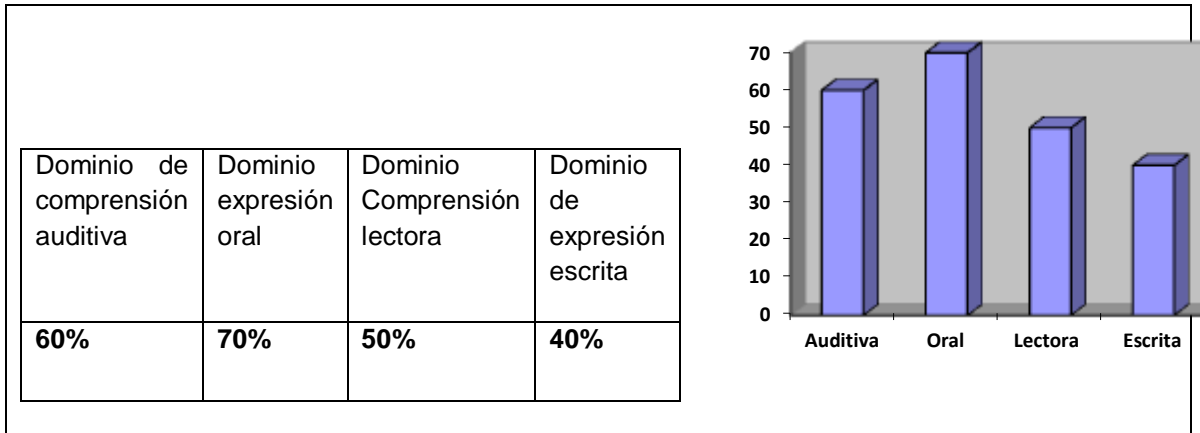 Dominio de
comprensión
auditiva
Dominio
expresión
oral
Dominio
Comprensión
lectora
Dominio
de
expresión
escrita
60%
70%
50%
40%
70
60
50
40
30
20
10
0
Auditiva
Oral
Lectora
Escrita